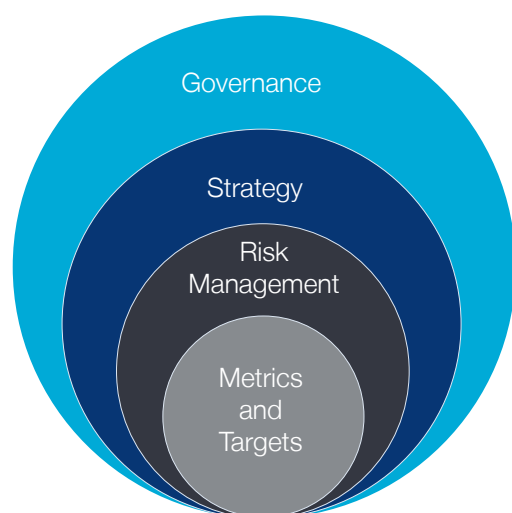 Governance
Strategy
Risk
Management
Metrics
and
Targets